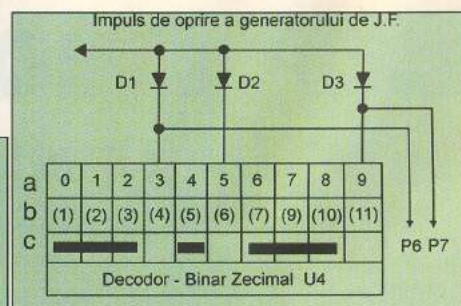 Impuls de oprire a generatorului de J.F.
D1 D2 D3
a 0 1 2 3 4 5 6 7 8 9
b (1) (2) (3) (4) (5) (6) (7) (9) (10) (11)
c
P6 P7
Decodor - Binar Zecimal U4